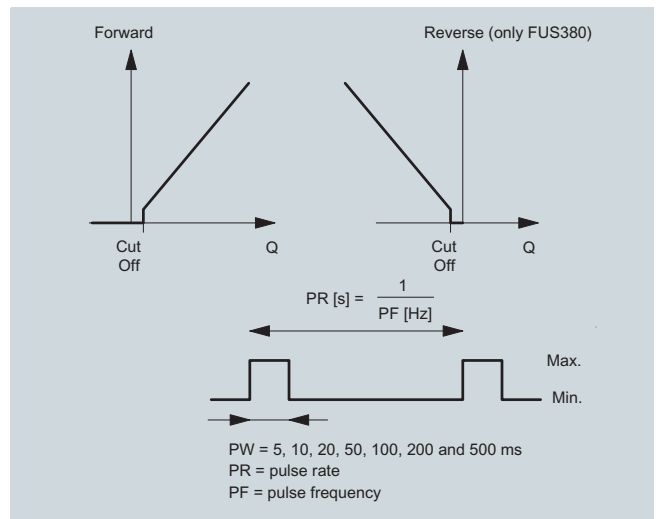 Forward
Reverse (only FUS380)
Cut
Off
Q
Cut
Off
Q
PR [s] = 1
PF [Hz]
Max.
Min.
PW = 5, 10, 20, 50, 100, 200 and 500 ms
PR = pulse rate
PF = pulse frequency